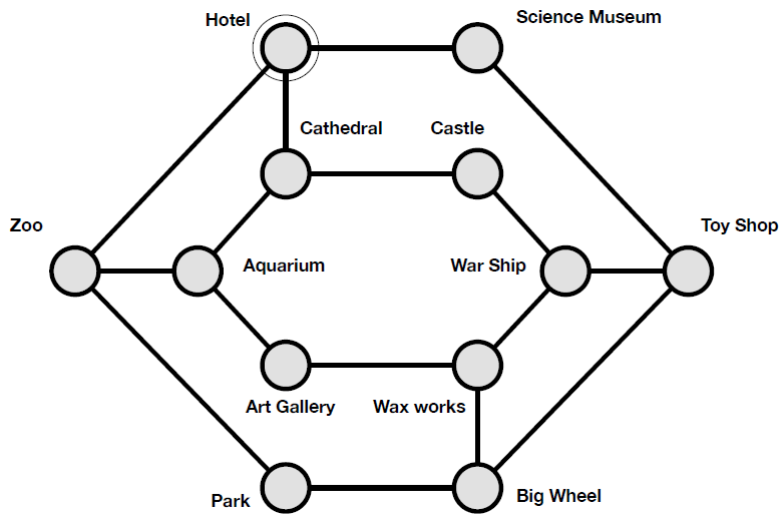 Hotel
Science Museum
Cathedral
Castle
Zoo
Toy Shop
Aquarium
War Ship
Art Gallery
Wax works
Park
Big Wheel